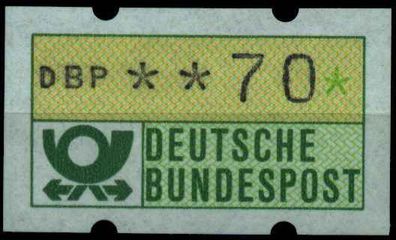 DBP ** 70*
DEUTSCHE
BUNDESPOST